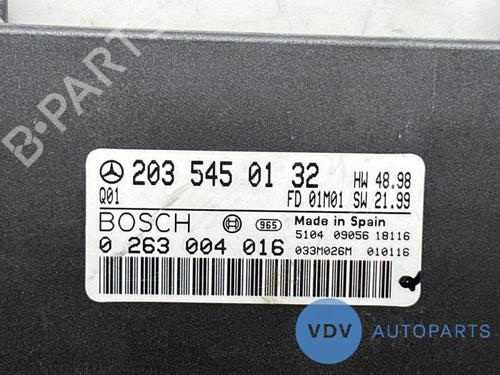 B-PARTS
203 545 01 32 HW 48.98
Q01 FD 01M01 SW 21.99
BOSCH 965 Made in Spain
5104 09056 18116
0 263 004 016 033M026M 010116
VDV AUTOPARTS